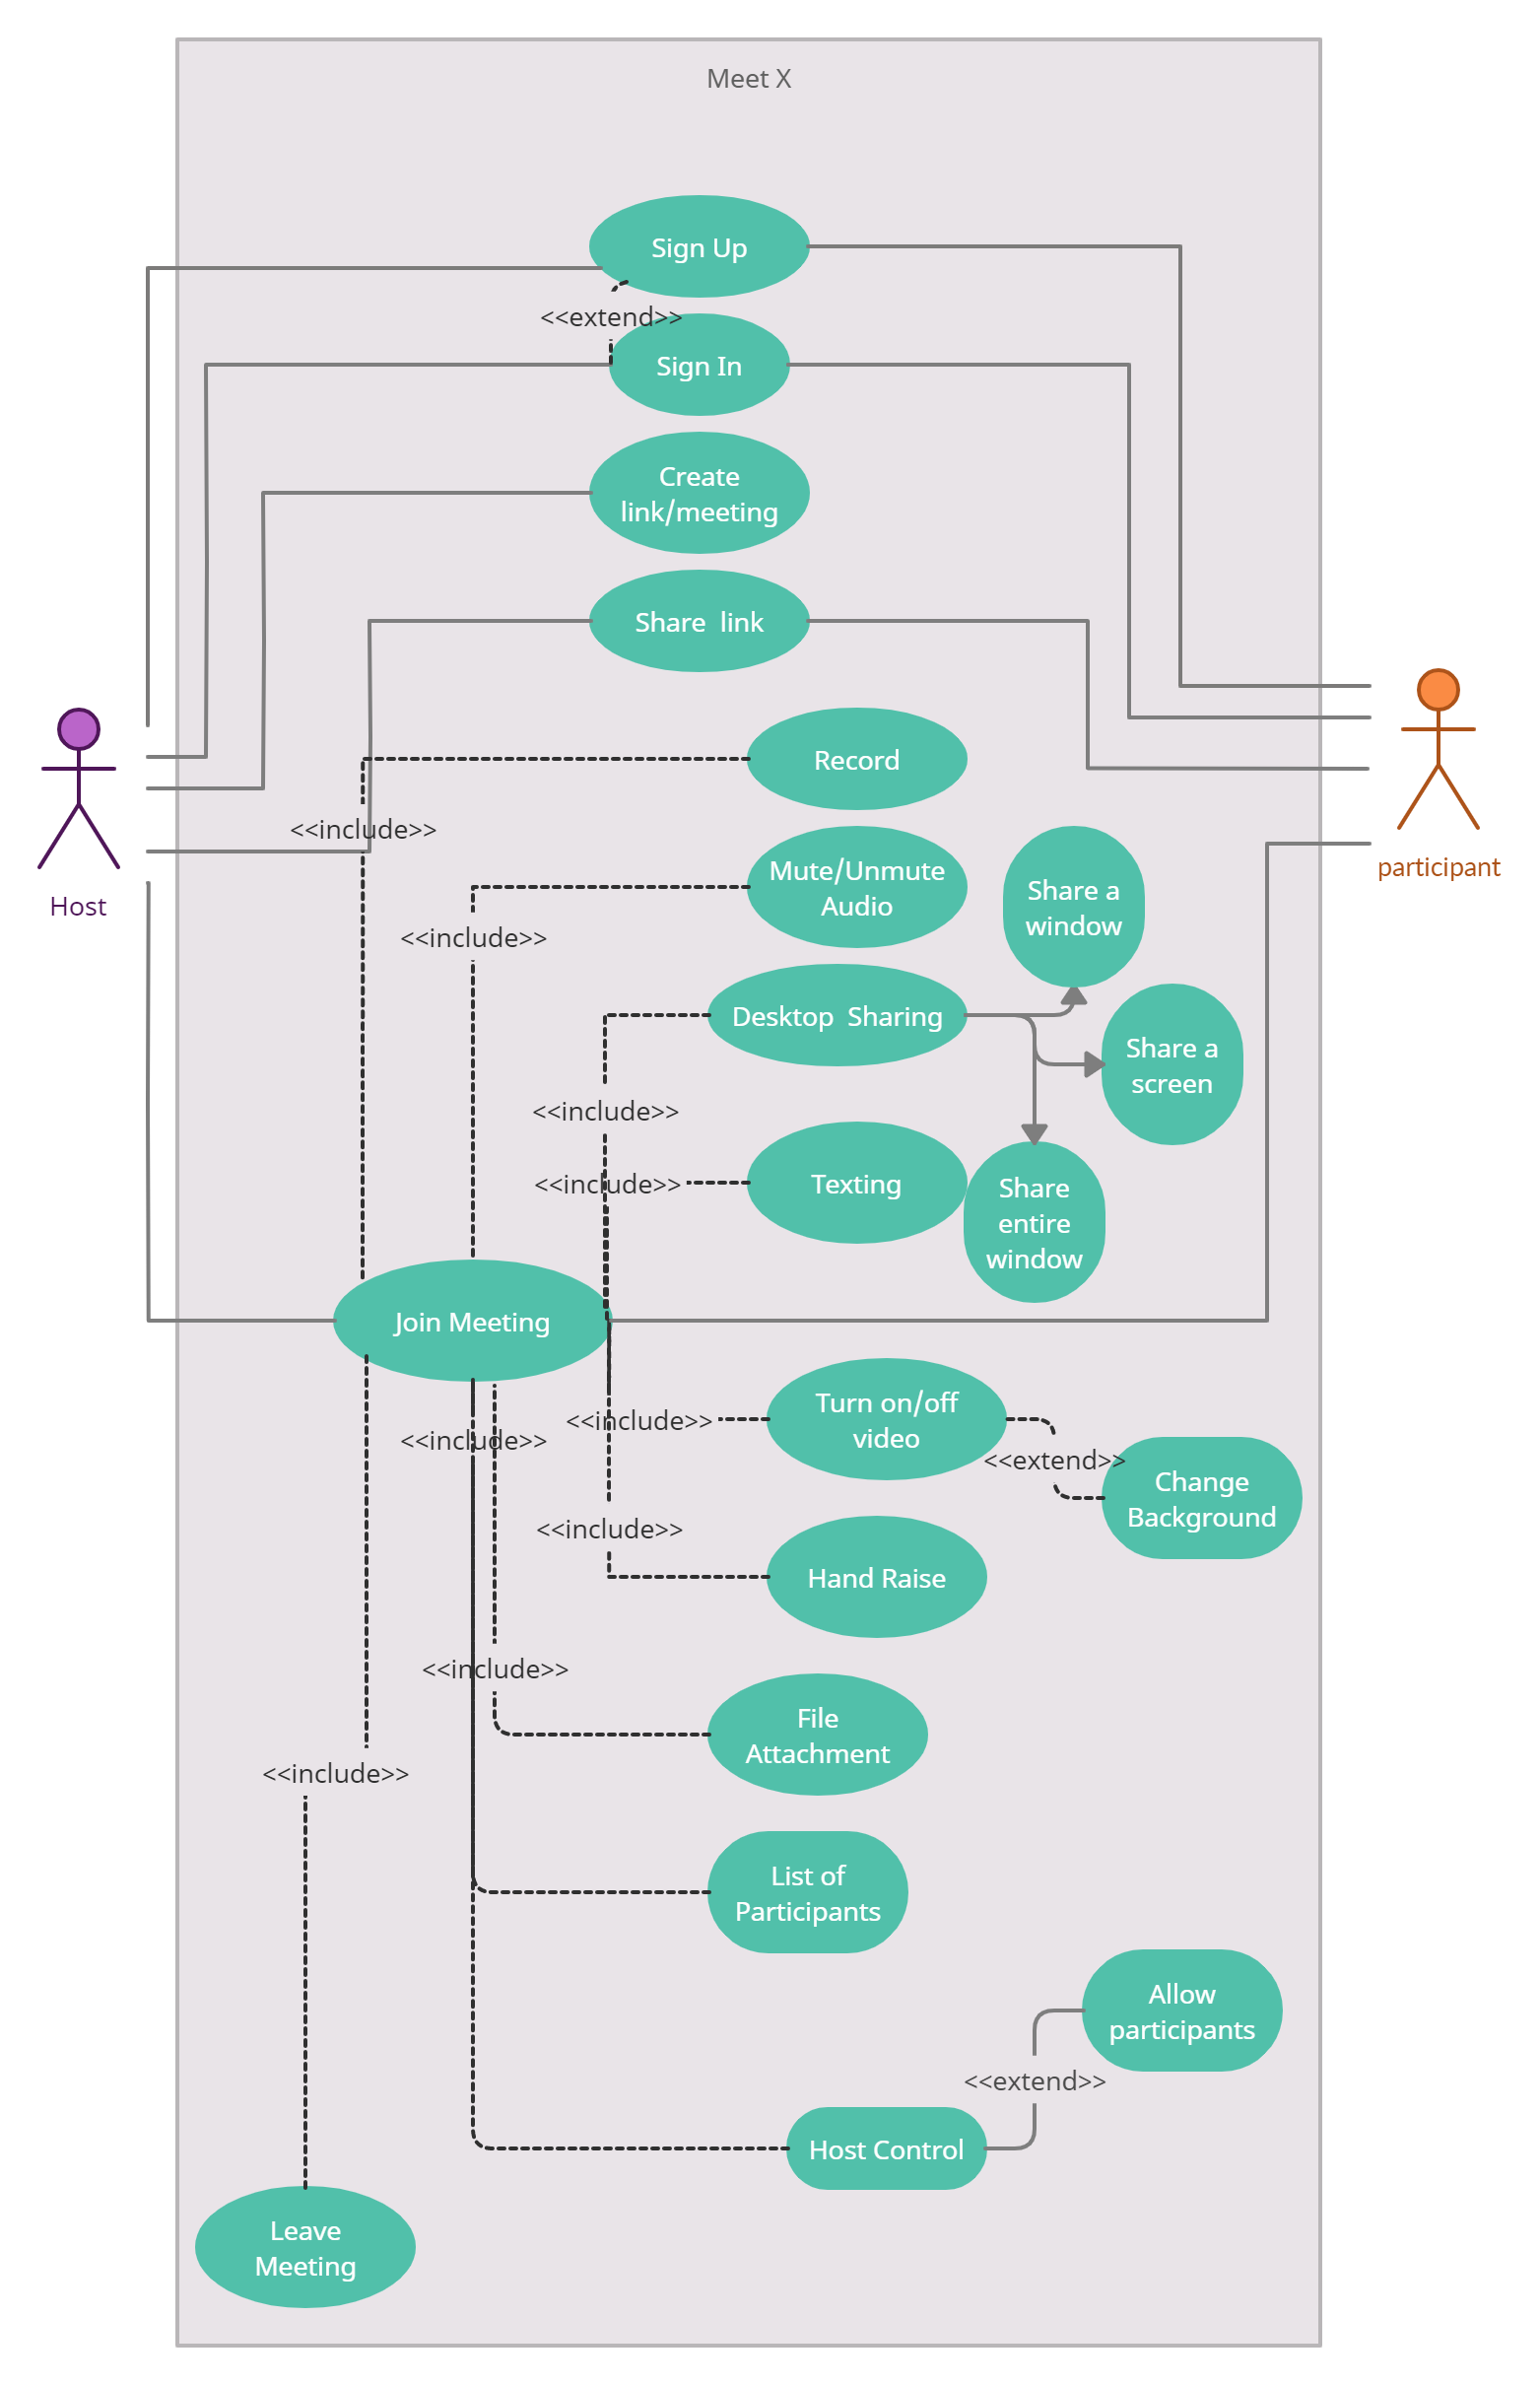 Meet X
Sign Up
<<extend>>
Sign In
Create
link/meeting
Share  link
Record
<<include>>
Host
participant
Mute/Unmute
Audio
<<include>>
Share a
window
Desktop  Sharing
Share a
screen
<<include>>
<<include>>
Texting
Share
entire
window
Join Meeting
Turn on/off
video
<<include>>
<<include>>
<<extend>>
Change
Background
<<include>>
Hand Raise
<<include>>
File
Attachment
<<include>>
List of
Participants
Allow
participants
<<extend>>
Host Control
Leave
Meeting